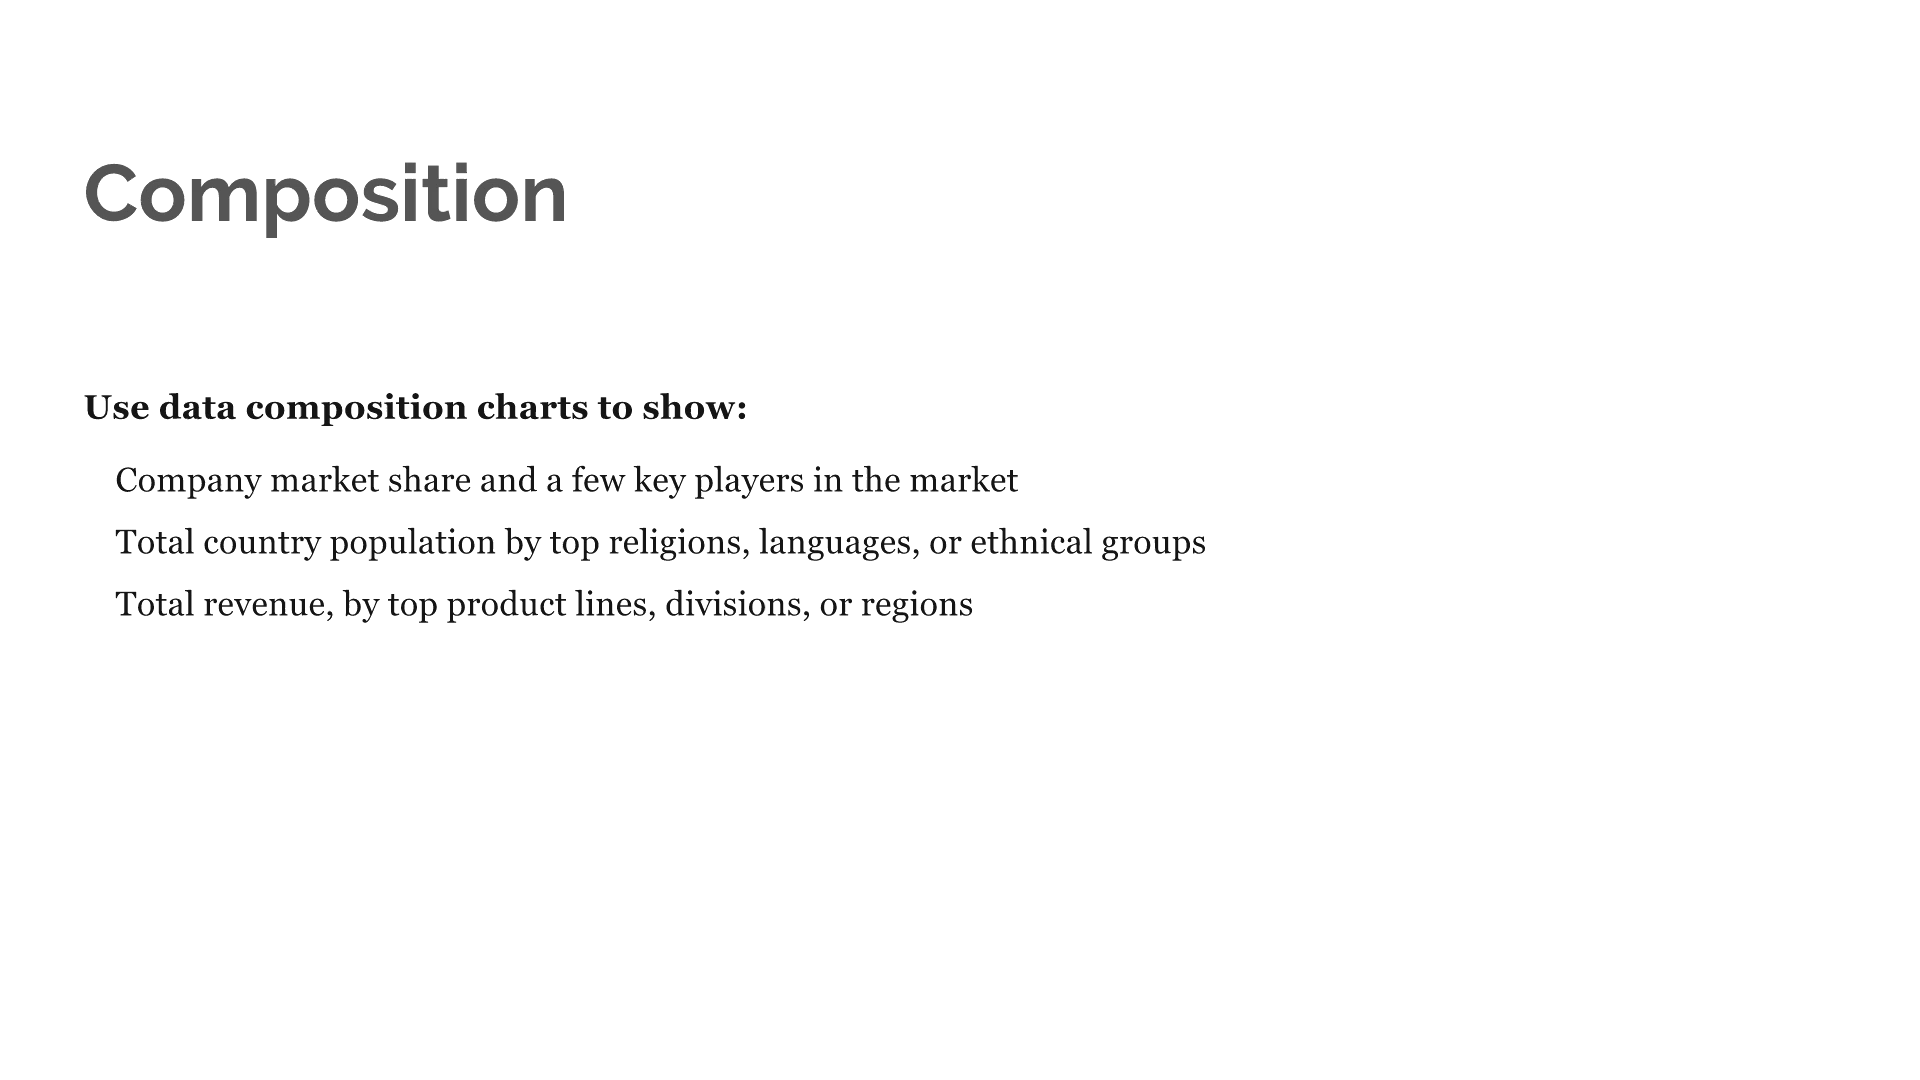 Composition
Use data composition charts to show:
Company market share and a few key players in the market
Total country population by top religions, languages, or ethnical groups
Total revenue, by top product lines, divisions, or regions